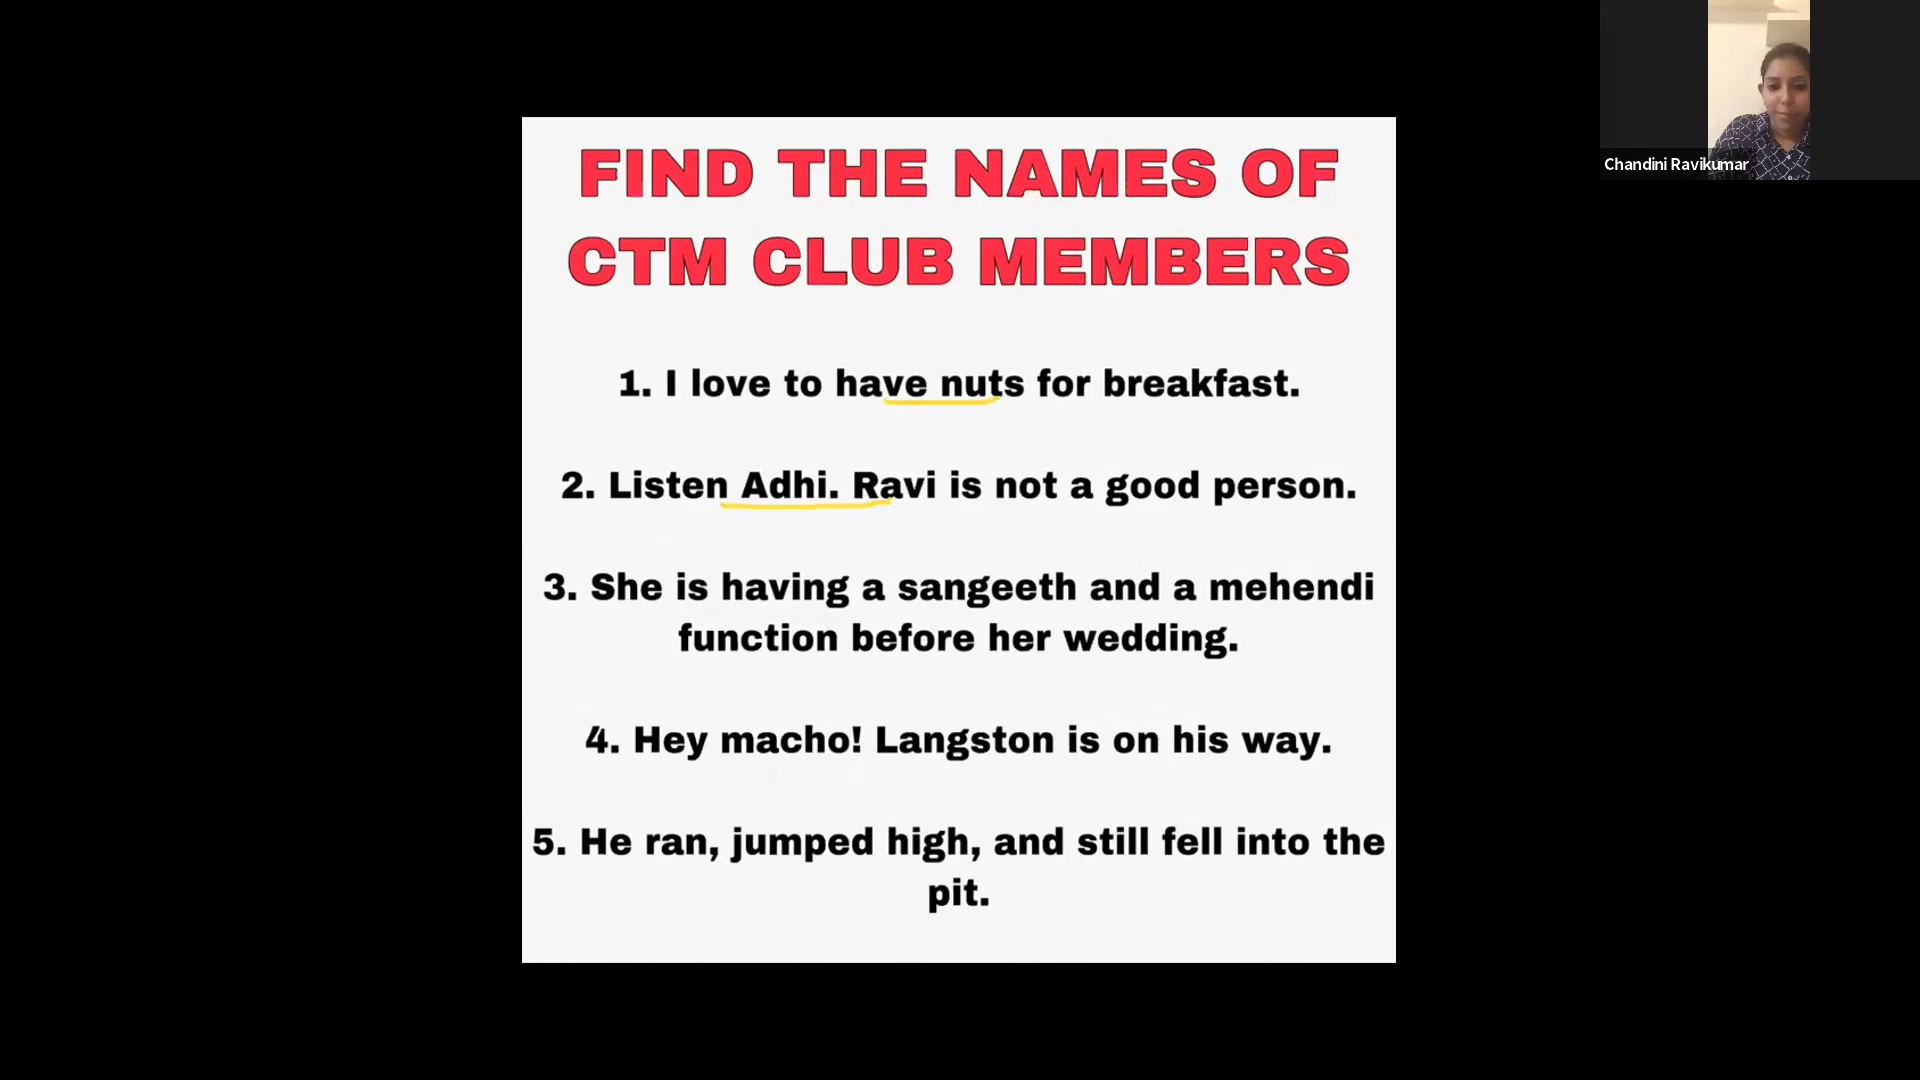 FIND THE NAMES OF
CTM CLUB MEMBERS
1. I love to have nuts for breakfast.
2. Listen Adhi. Ravi is not a good person.
3. She is having a sangeeth and a mehendi
function before her wedding.
4. Hey macho! Langston is on his way.
5. He ran, jumped high, and still fell into the
pit.
Chandini Ravikumar